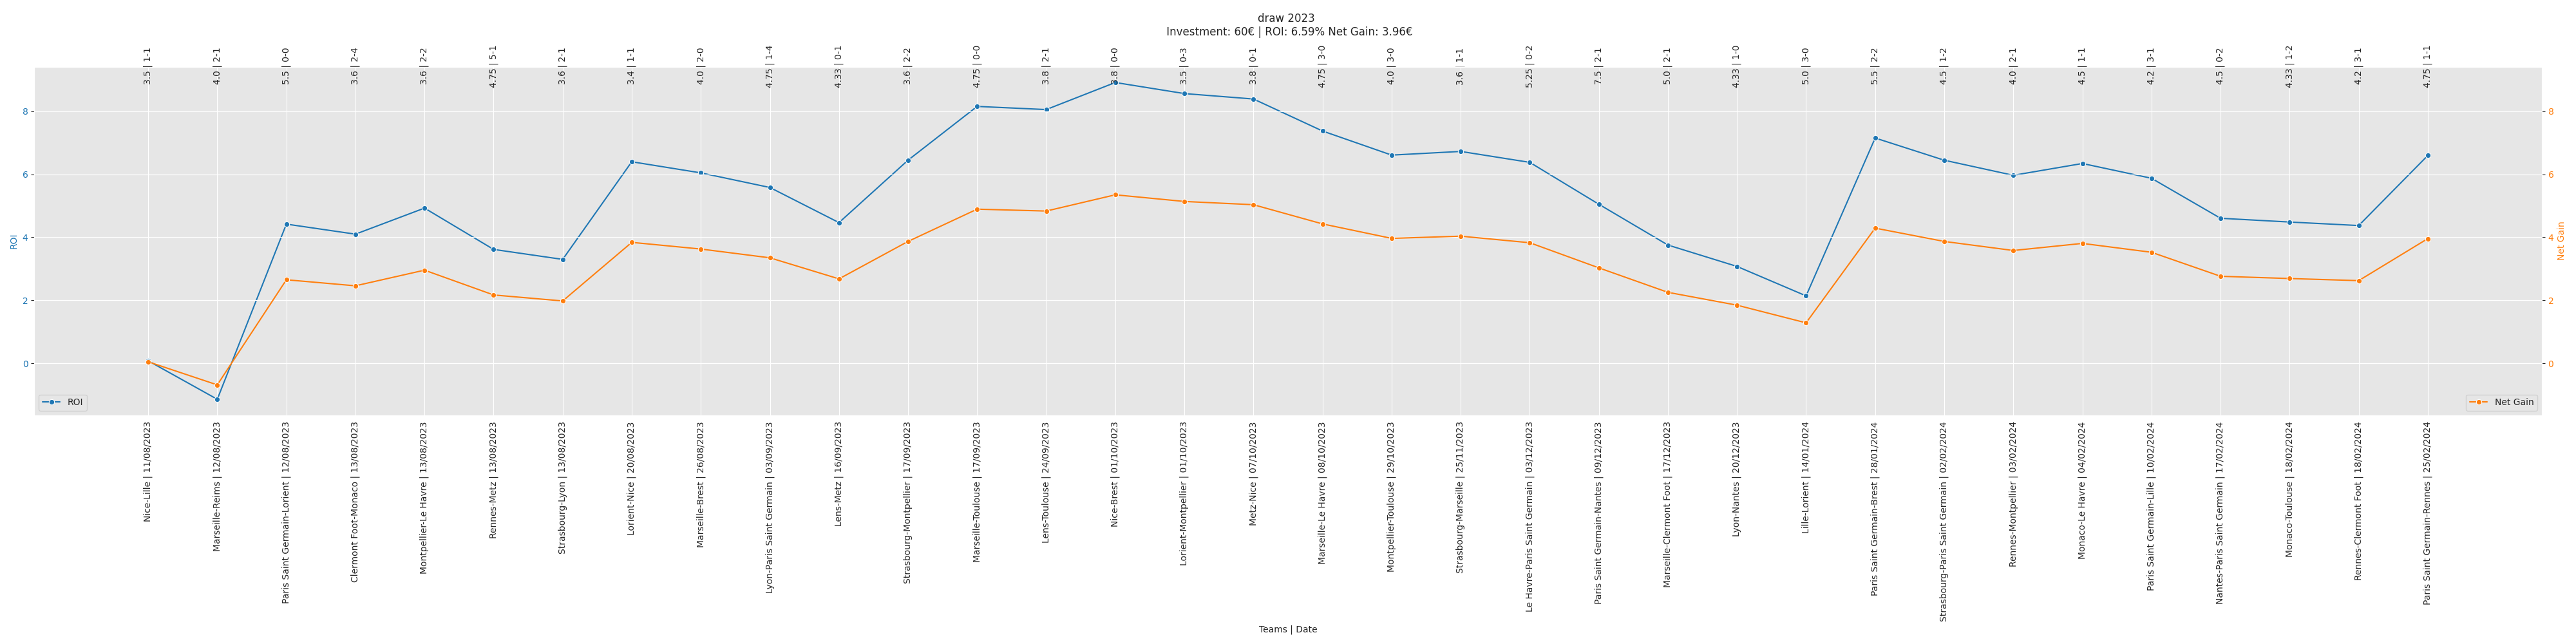 draw 2023
Investment: 60€ | ROI: 6.59% Net Gain: 3.96€
3.5 | 1-1
4.0 | 2-1
5.5 | 0-0
3.6 | 2-4
3.6 | 2-2
4.75 | 5-1
3.6 | 2-1
3.4 | 1-1
4.0 | 2-0
4.75 | 1-4
4.33 | 0-1
3.6 | 2-2
4.75 | 0-0
3.8 | 2-1
3.8 | 0-0
3.5 | 0-3
3.8 | 0-1
4.75 | 3-0
4.0 | 3-0
3.6 | 1-1
5.25 | 0-2
7.5 | 2-1
5.0 | 2-1
4.33 | 1-0
5.0 | 3-0
5.5 | 2-2
4.5 | 1-2
4.0 | 2-1
4.5 | 1-1
4.2 | 3-1
4.5 | 0-2
4.33 | 1-2
4.2 | 3-1
4.75 | 1-1
ROI
8
6
4
2
0
8
6
4
2
0
Net Gain
ROI
Net Gain
Nice-Lille | 11/08/2023
Marseille-Reims | 12/08/2023
Paris Saint Germain-Lorient | 12/08/2023
Clermont Foot-Monaco | 13/08/2023
Montpellier-Le Havre | 13/08/2023
Rennes-Metz | 13/08/2023
Strasbourg-Lyon | 13/08/2023
Lorient-Nice | 20/08/2023
Marseille-Brest | 26/08/2023
Lyon-Paris Saint Germain | 03/09/2023
Lens-Metz | 16/09/2023
Strasbourg-Montpellier | 17/09/2023
Marseille-Toulouse | 17/09/2023
Lens-Toulouse | 24/09/2023
Nice-Brest | 01/10/2023
Lorient-Montpellier | 01/10/2023
Metz-Nice | 07/10/2023
Marseille-Le Havre | 08/10/2023
Montpellier-Toulouse | 29/10/2023
Strasbourg-Marseille | 25/11/2023
Le Havre-Paris Saint Germain | 03/12/2023
Paris Saint Germain-Nantes | 09/12/2023
Marseille-Clermont Foot | 17/12/2023
Lyon-Nantes | 20/12/2023
Lille-Lorient | 14/01/2024
Paris Saint Germain-Brest | 28/01/2024
Strasbourg-Paris Saint Germain | 02/02/2024
Rennes-Montpellier | 03/02/2024
Monaco-Le Havre | 04/02/2024
Paris Saint Germain-Lille | 10/02/2024
Nantes-Paris Saint Germain | 17/02/2024
Monaco-Toulouse | 18/02/2024
Rennes-Clermont Foot | 18/02/2024
Paris Saint Germain-Rennes | 25/02/2024
Teams | Date